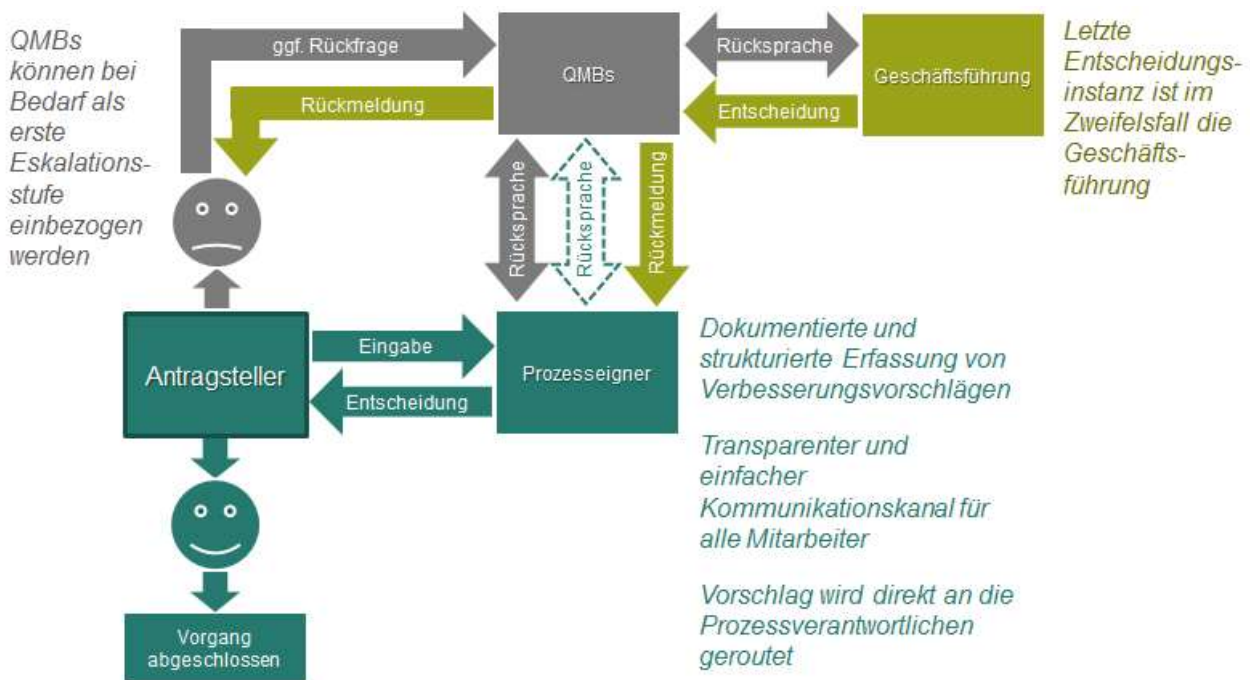 QMBs
können bei
Bedarf als
erste
Eskalations-
stufe
einbezogen
werden
ggf. Rückfrage
Rückmeldung
QMBs
Rücksprache
Entscheidung
Geschäftsführung
Letzte
Entscheidungs-
instanz ist im
Zweifelsfall die
Geschäfts-
führung
Rücksprache
Rücksprache
Rückmeldung
Antragsteller
Eingabe
Entscheidung
Prozesseigner
Dokumentierte und
strukturierte Erfassung von
Verbesserungsvorschlägen
Transparenter und
einfacher
Kommunikationskanal für
alle Mitarbeiter
Vorschlag wird direkt an die
Prozessverantwortlichen
geroutet
Vorgang
abgeschlossen